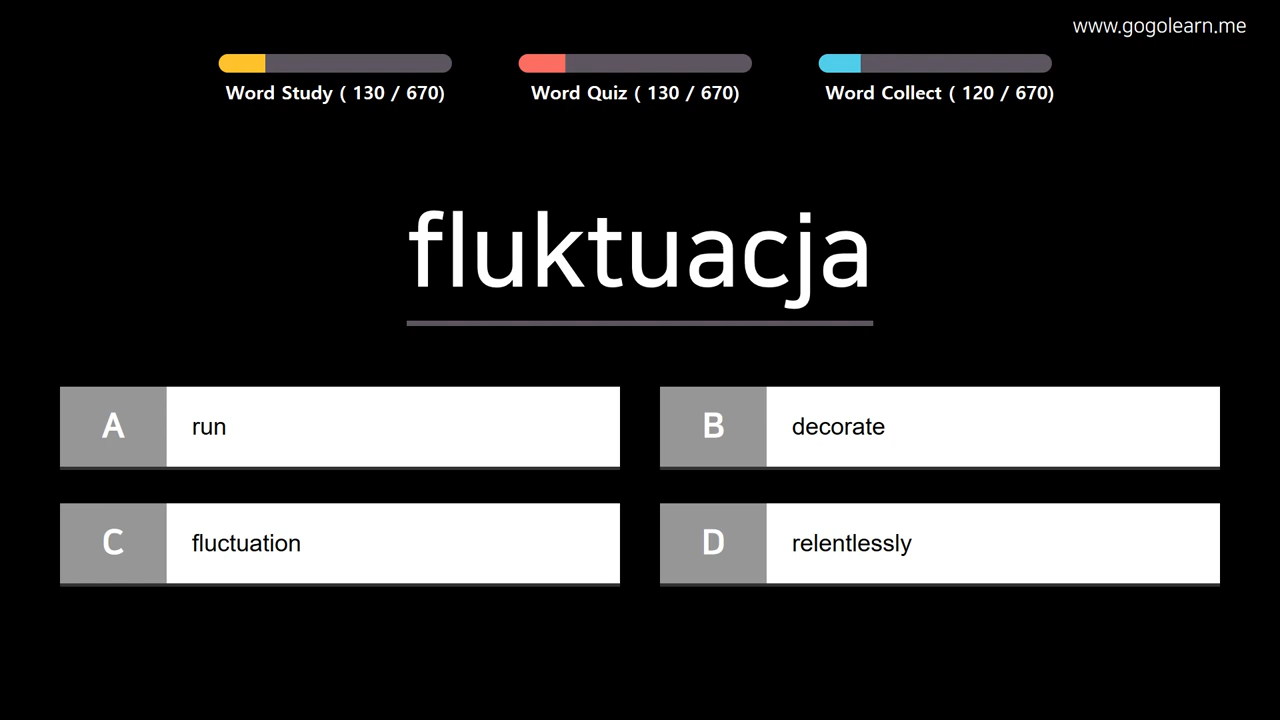 www.gogolearn.me
Word Study ( 130 / 670)
Word Quiz ( 130 / 670)
Word Collect ( 120 / 670)
fluktuacja
A
run
B
decorate
C
fluctuation
D
relentlessly